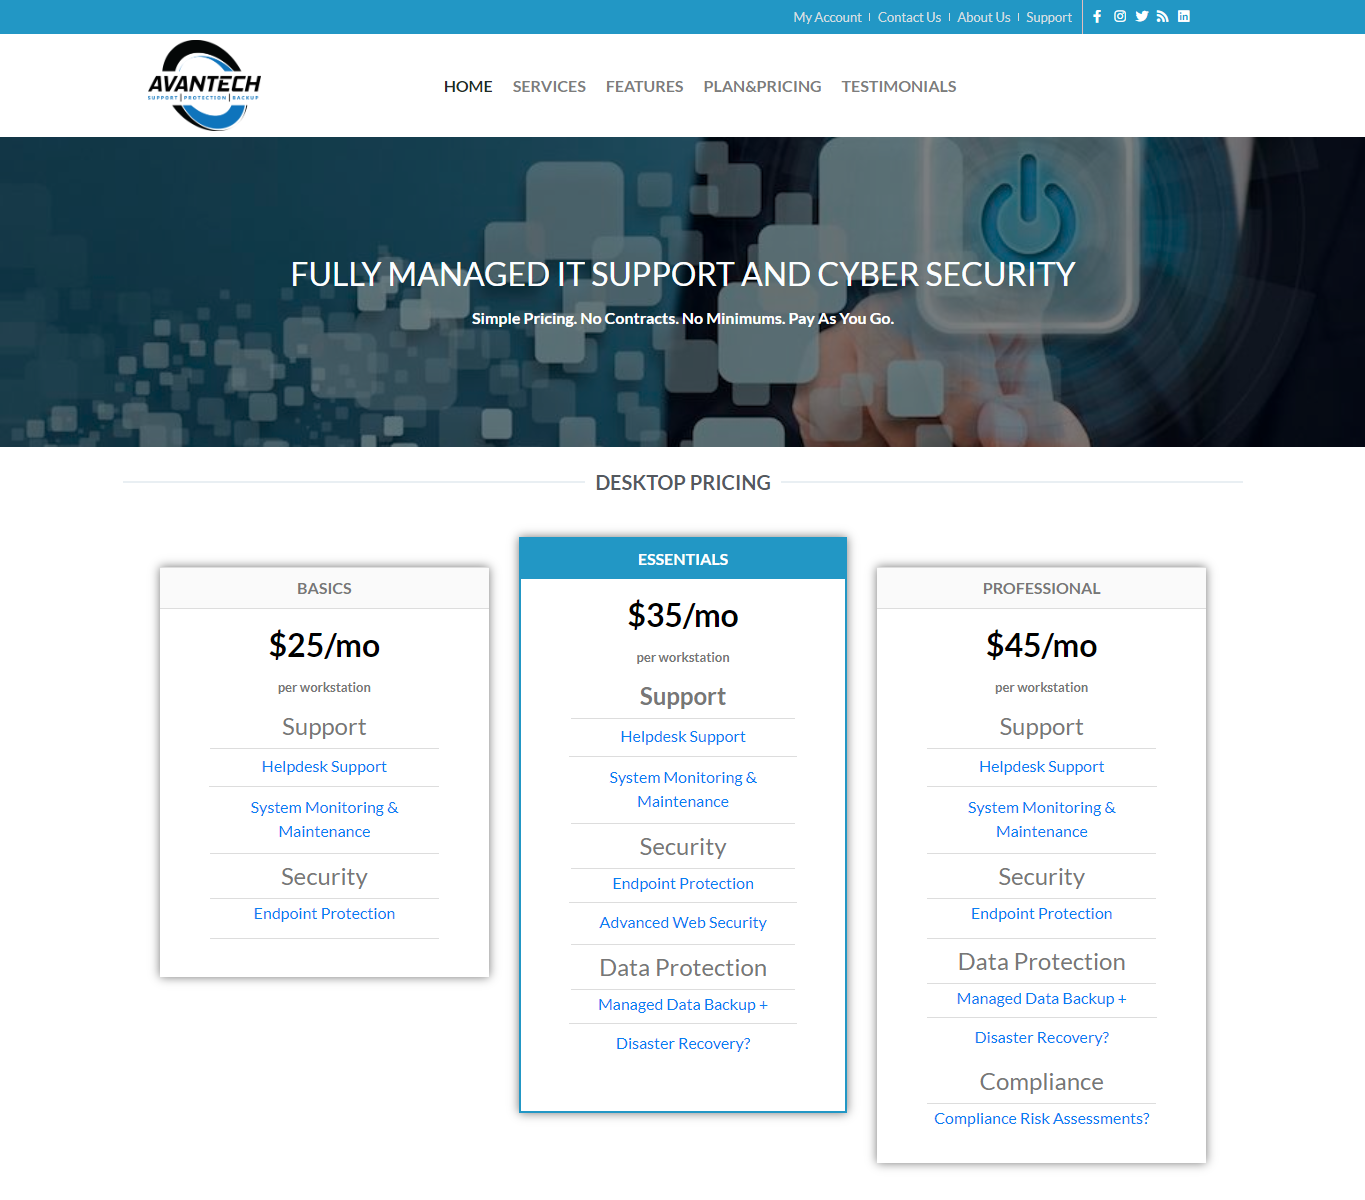 My Account
Contact Us
About Us
Support
AVANTECH
SUPPORT | PROTECTION | BACKUP
HOME
SERVICES
FEATURES
PLAN&PRICING
TESTIMONIALS
FULLY MANAGED IT SUPPORT AND CYBER SECURITY
Simple Pricing. No Contracts. No Minimums. Pay As You Go.
DESKTOP PRICING
BASICS
$25/mo
per workstation
Support
Helpdesk Support
System Monitoring &
Maintenance
Security
Endpoint Protection
ESSENTIALS
$35/mo
per workstation
Support
Helpdesk Support
System Monitoring &
Maintenance
Security
Endpoint Protection
Advanced Web Security
Data Protection
Managed Data Backup +
Disaster Recovery?
PROFESSIONAL
$45/mo
per workstation
Support
Helpdesk Support
System Monitoring &
Maintenance
Security
Endpoint Protection
Data Protection
Managed Data Backup +
Disaster Recovery?
Compliance
Compliance Risk Assessments?